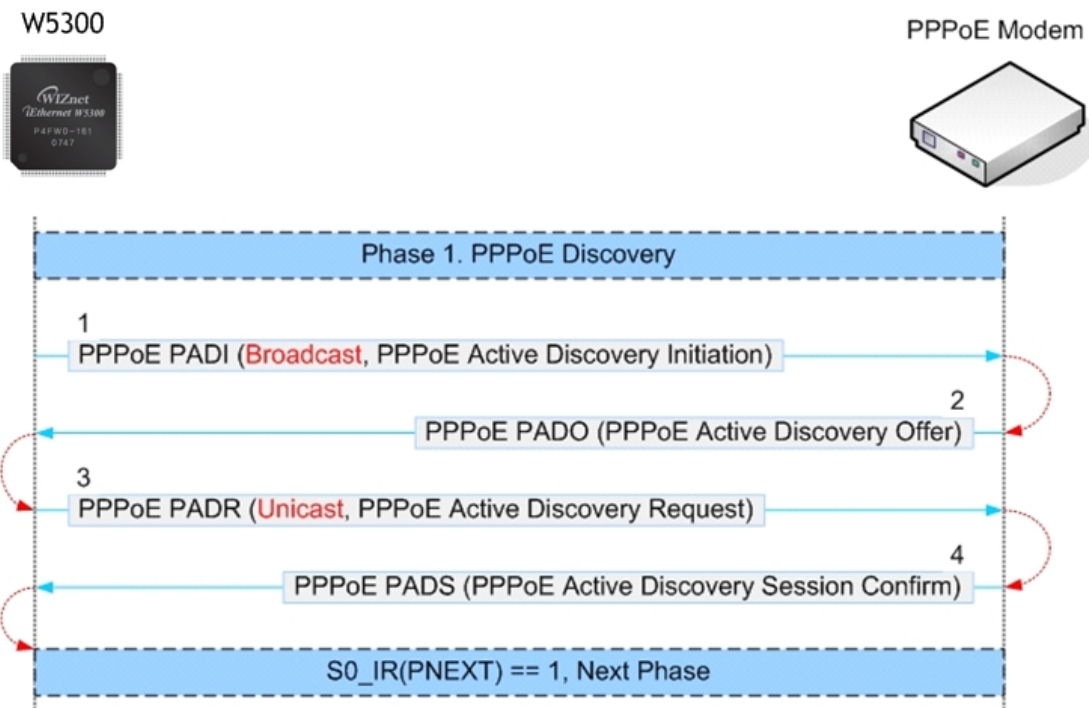 W5300
PPPoE Modem
WIZnet
iEthernet W5300
P4FW0-161
0747
Phase 1. PPPoE Discovery
1
PPPoE PADI (Broadcast, PPPoE Active Discovery Initiation)
2
PPPoE PADO (PPPoE Active Discovery Offer)
3
PPPoE PADR (Unicast, PPPoE Active Discovery Request)
4
PPPoE PADS (PPPoE Active Discovery Session Confirm)
S0_IR(PNEXT) == 1, Next Phase